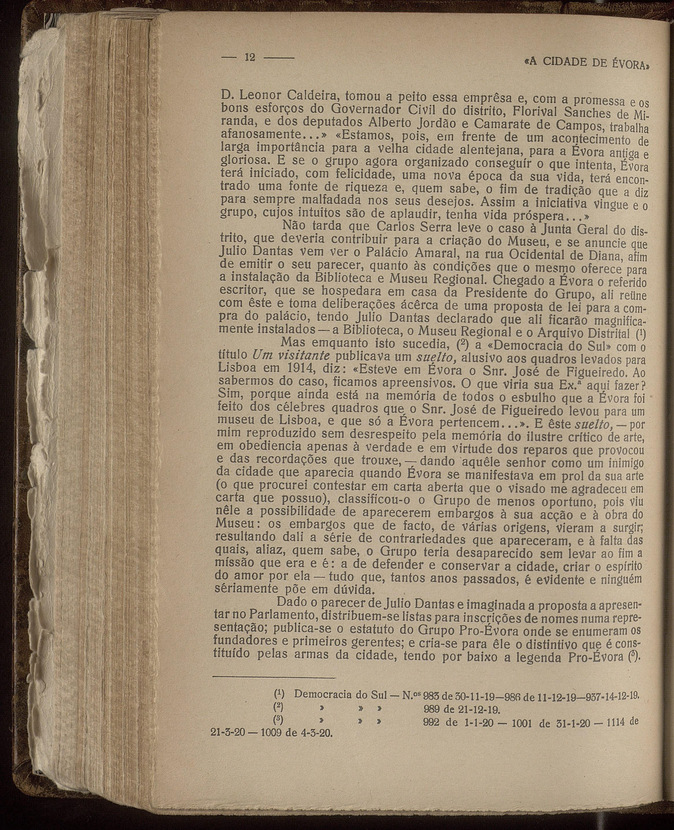 — 12 —
«A CIDADE DE ÉVORA»
D. Leonor Caldeira, tomou a peito essa emprêsa e, com a promessa e os
bons esforços do Governador Civil do distrito, Florival Sanches de Mi-
randa, e dos deputados Alberto Jordão e Camarate de Campos, trabalha
afanosamente...» «Estamos, pois, em frente de um acontecimento de
larga importância para a velha cidade alentejana, para a Évora antiga e
gloriosa. E se o grupo agora organizado conseguir o que intenta, Évora
terá iniciado, com felicidade, uma nova época da sua vida, terá encon-
trado uma fonte de riqueza e, quem sabe, o fim de tradição que a diz
para sempre malfadada nos seus desejos. Assim a iniciativa vingue e o
grupo, cujos intuitos são de aplaudir, tenha vida próspera...»
Não tarda que Carlos Serra leve o caso à Junta Geral do dis-
trito, que deveria contribuir para a criação do Museu, e se anuncie que
Julio Dantas vem ver o Palácio Amaral, na rua Ocidental de Diana, afim
de emitir o seu parecer, quanto às condições que o mesmo oferece para
a instalação da Biblioteca e Museu Regional. Chegado a Évora o referido
escritor, que se hospedara em casa da Presidente do Grupo, ali reüne
com êste e toma deliberações ácêrca de uma proposta de lei para a com-
pra do palácio, tendo Julio Dantas declarado que ali ficarão magnifica-
mente instalados — a Biblioteca, o Museu Regional e o Arquivo Distrital (¹)
Mas emquanto isto sucedia, (²) a «Democracia do Sul» com o
titulo Um visitante publicava um suelto, alusivo aos quadros levados para
Lisboa em 1914, diz: «Esteve em Évora o Snr. José de Figueiredo. Ao
sabermos do caso, ficamos apreensivos. O que viria sua Ex.ª aqui fazer?
Sim, porque ainda está na memória de todos o esbulho que a Évora foi
feito dos célebres quadros que o Snr. José de Figueiredo levou para um
museu de Lisboa, e que só a Évora pertencem...». E êste suelto, — por
mim reproduzido sem desrespeito pela memória do ilustre crítico de arte,
em obediencia apenas à verdade e em virtude dos reparos que provocou
e das recordações que trouxe, — dando aquêle senhor como um inimigo
da cidade que aparecia quando Évora se manifestava em prol da sua arte
(o que procurei contestar em carta aberta que o visado me agradeceu em
carta que possuo), classificou-o o Grupo de menos oportuno, pois viu
nêle a possibilidade de aparecerem embargos à sua acção e à obra do
Museu: os embargos que de facto, de várias origens, vieram a surgir,
resultando dali a série de contrariedades que apareceram, e à falta das
quais, aliaz, quem sabe, o Grupo teria desaparecido sem levar ao fim a
missão que era e é: a de defender e conservar a cidade, criar o espírito
do amor por ela — tudo que, tantos anos passados, é evidente e ninguém
sériamente põe em dúvida.
Dado o parecer de Julio Dantas e imaginada a proposta a apresen-
tar no Parlamento, distribuem-se listas para inscrições de nomes numa repre-
sentação; publica-se o estatuto do Grupo Pro-Évora onde se enumeram os
fundadores e primeiros gerentes; e cria-se para êle o distintivo que é cons-
tituído pelas armas da cidade, tendo por baixo a legenda Pro-Évora (³).
(¹) Democracia do Sul — N.ºˢ 983 de 30-11-19—986 de 11-12-19—937-14-12-19.
(²) » » » 989 de 21-12-19.
(³) » » » 992 de 1-1-20 — 1001 de 31-1-20 — 1114 de
21-3-20 — 1009 de 4-3-20.